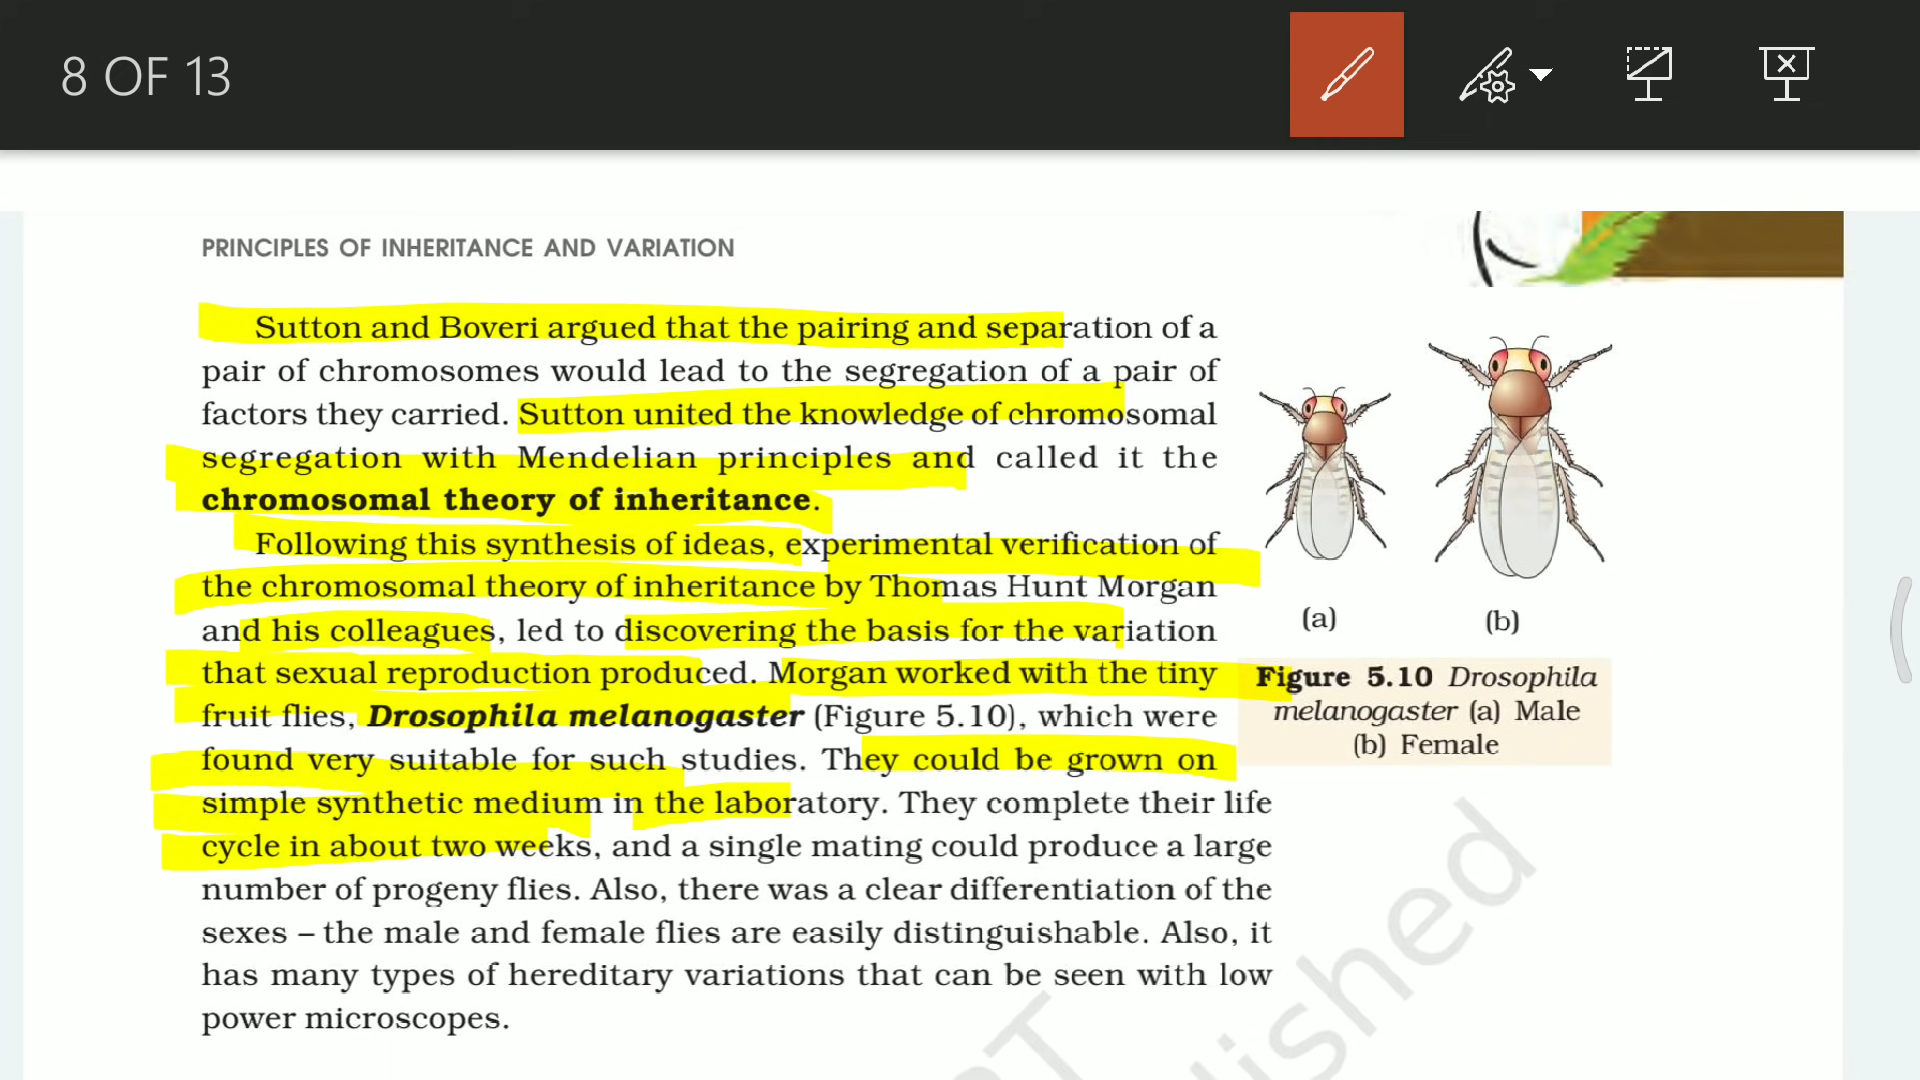 8 OF 13
PRINCIPLES OF INHERITANCE AND VARIATION
Sutton and Boveri argued that the pairing and separation of a
pair of chromosomes would lead to the segregation of a pair of
factors they carried. Sutton united the knowledge of chromosomal
segregation with Mendelian principles and called it the
chromosomal theory of inheritance.
Following this synthesis of ideas, experimental verification of
the chromosomal theory of inheritance by Thomas Hunt Morgan
and his colleagues, led to discovering the basis for the variation
that sexual reproduction produced. Morgan worked with the tiny
fruit flies, Drosophila melanogaster (Figure 5.10), which were
found very suitable for such studies. They could be grown on
simple synthetic medium in the laboratory. They complete their life
cycle in about two weeks, and a single mating could produce a large
number of progeny flies. Also, there was a clear differentiation of the
sexes – the male and female flies are easily distinguishable. Also, it
has many types of hereditary variations that can be seen with low
power microscopes.
(a)
(b)
Figure 5.10 Drosophila
melanogaster (a) Male
(b) Female